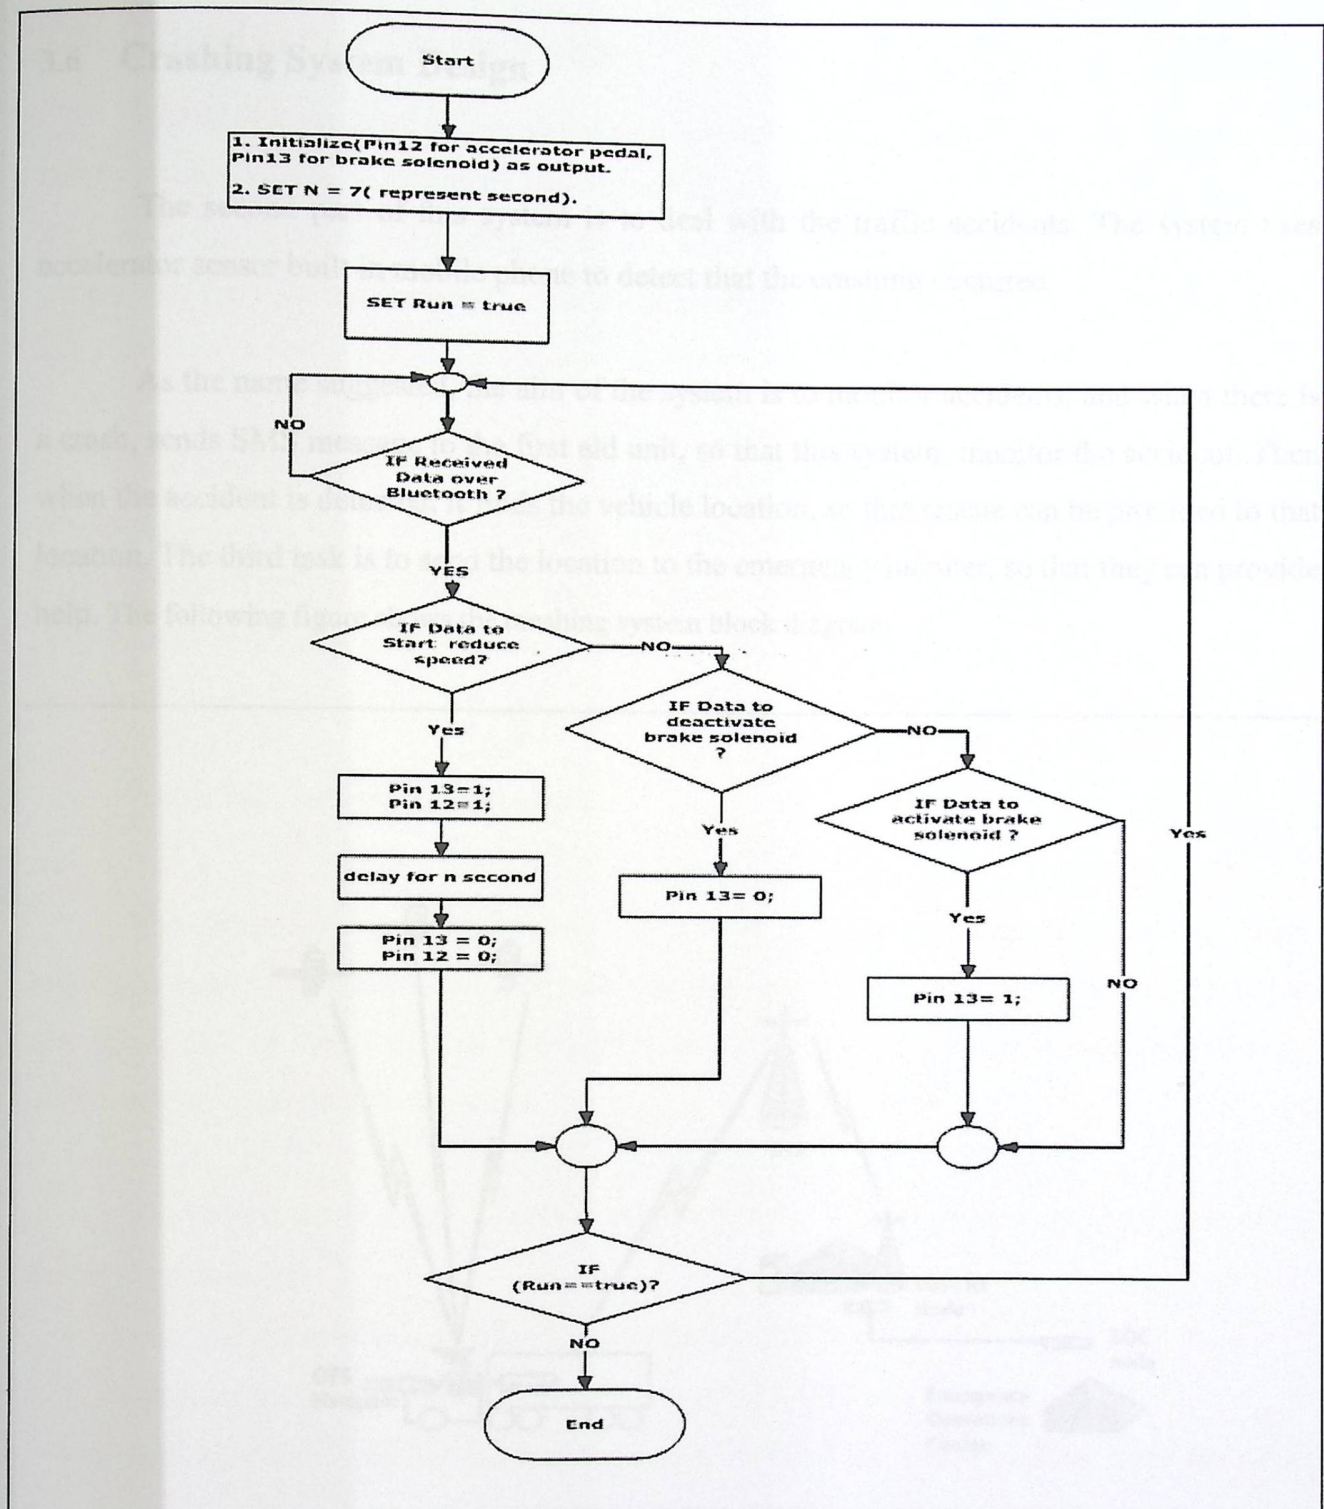 Start
1. Initialize(Pin12 for accelerator pedal,
Pin13 for brake solenoid) as output.
2. SET N = 7( represent second).
SET Run = true
NO
IF Received
Data over
Bluetooth ?
YES
IF Data to
Start reduce
speed?
NO
IF Data to
deactivate
brake solenoid
?
NO
IF Data to
activate brake
solenoid ?
Yes
Yes
Pin 13=1;
Pin 12=1;
delay for n second
Pin 13 = 0;
Pin 12 = 0;
Yes
Pin 13= 0;
Yes
Pin 13= 1;
NO
IF
(Run==true)?
NO
End
3.6 Crashing System Design
The second part of this system is to deal with the traffic accidents. The system uses
accelerator sensor built in mobile phone to detect that the crashing occurred.
As the name suggested, the aim of the system is to monitor accidents, and when there is
a crash, sends SMS message to the first aid unit, so that this system monitor the accident. Then
when the accident is detected, the vehicle location, so that can be provided to that
location. The third task is to send the location to the emergency so that they can provide
help. The following figure shows the crashing system block diagram